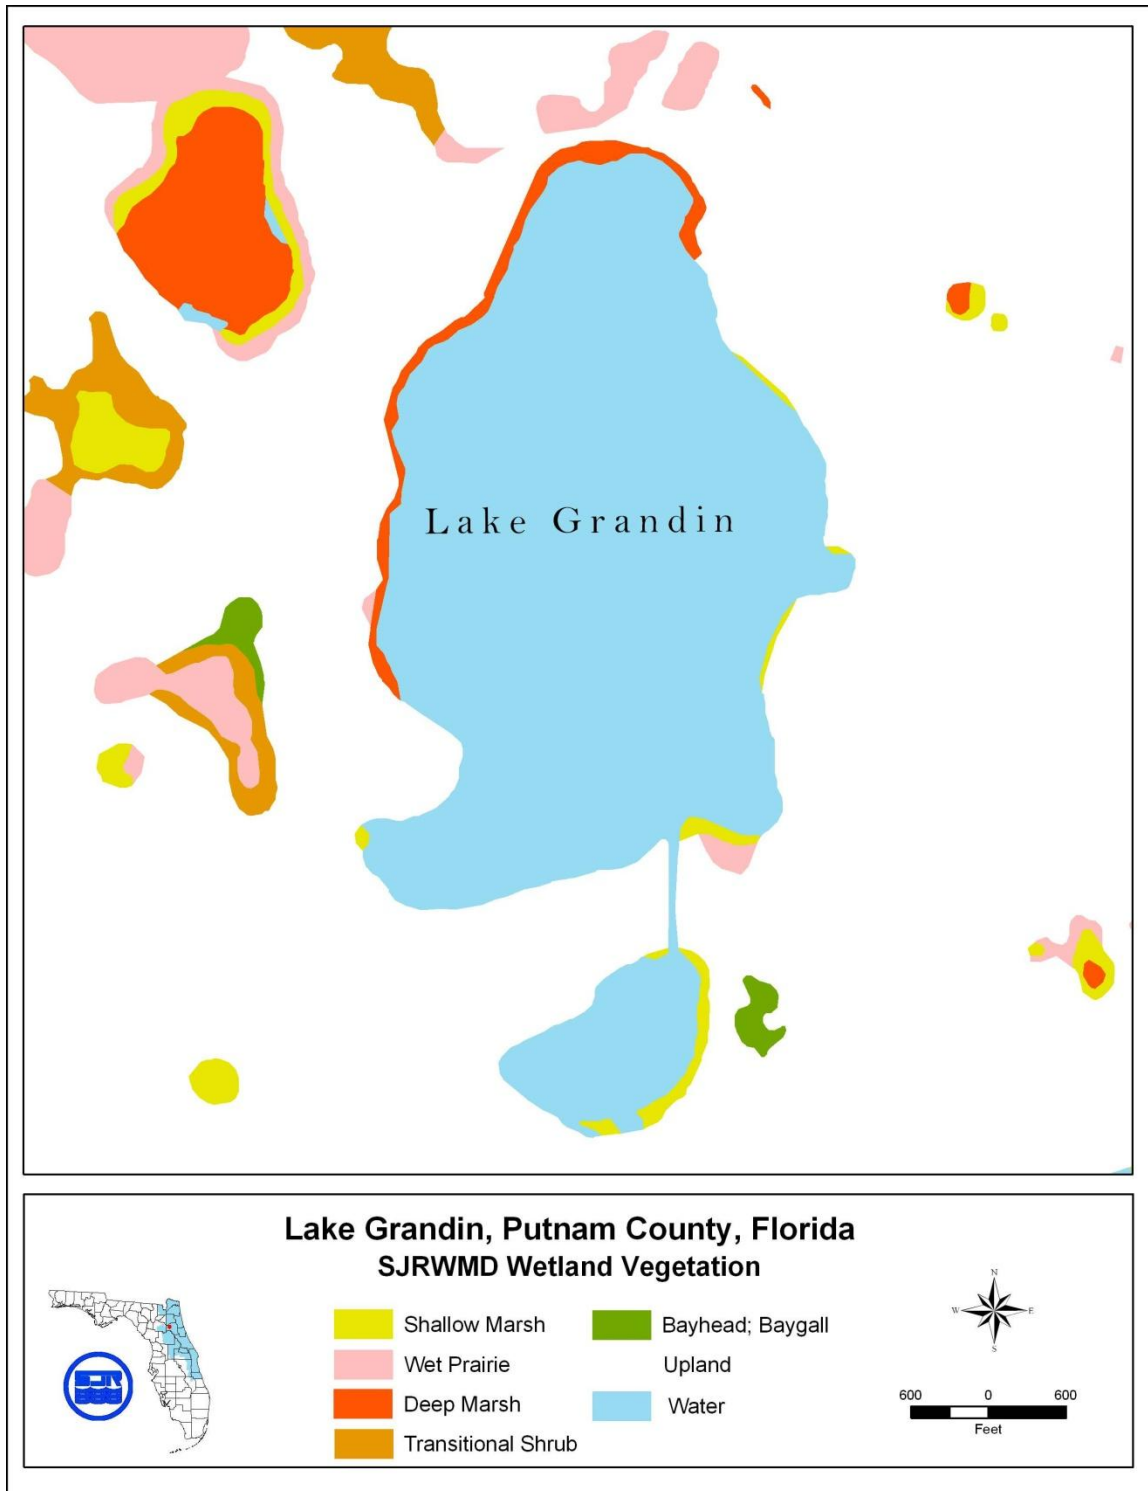 Lake Grandin
Lake Grandin, Putnam County, Florida
SJRWMD Wetland Vegetation
Shallow Marsh
Wet Prairie
Deep Marsh
Transitional Shrub
Bayhead; Baygall
Upland
Water
N
W E
S
600 0 600
Feet
SJR